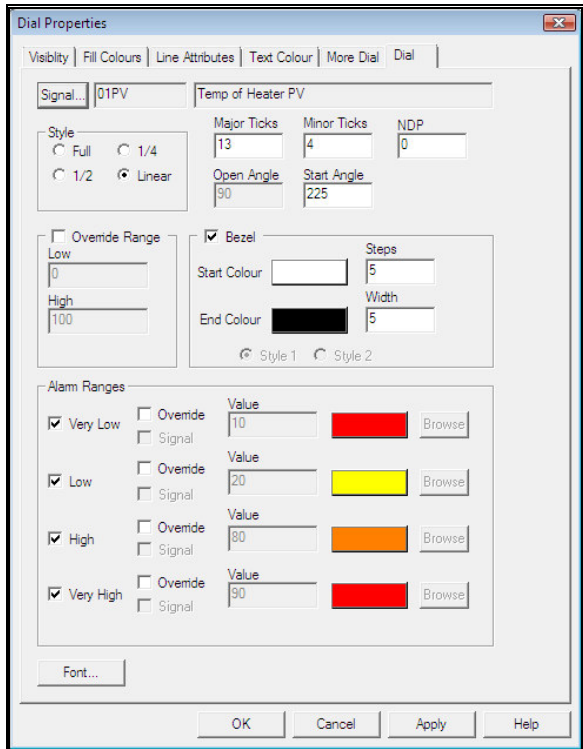 Dial Properties
Visiblity Fill Colours Line Attributes Text Colour More Dial Dial
Signal... 01PV Temp of Heater PV
Style
Full 1/4
1/2 Linear
Major Ticks Minor Ticks NDP
13 4 0
Open Angle Start Angle
90 225
Override Range
Low
0
High
100
Bezel
Steps
Start Colour 5
Width
End Colour 5
Style 1 Style 2
Alarm Ranges
Value
Very Low Override 10 Browse
Signal
Value
Low Override 20 Browse
Signal
Value
High Override 80 Browse
Signal
Value
Very High Override 90 Browse
Signal
Font...
OK Cancel Apply Help